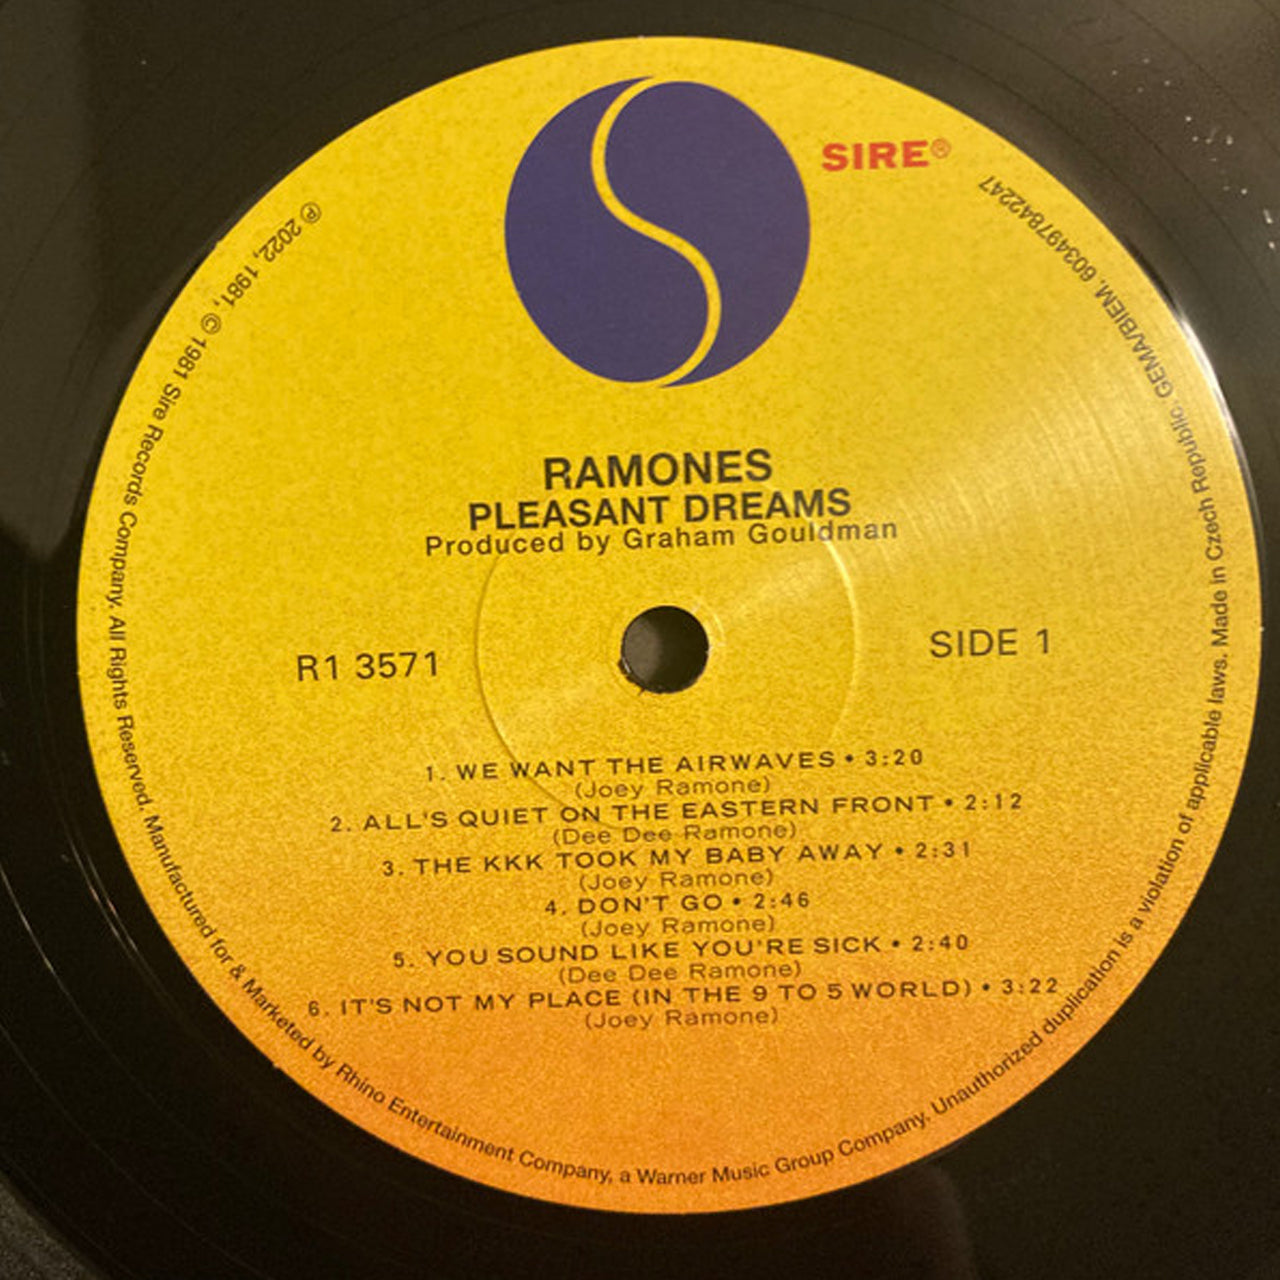 SIRE®
RAMONES
PLEASANT DREAMS
Produced by Graham Gouldman
R1 3571
SIDE 1
1. WE WANT THE AIRWAVES • 3:20
(Joey Ramone)
2. ALL'S QUIET ON THE EASTERN FRONT • 2:12
(Dee Dee Ramone)
3. THE KKK TOOK MY BABY AWAY • 2:31
(Joey Ramone)
4. DON'T GO • 2:46
(Joey Ramone)
5. YOU SOUND LIKE YOU'RE SICK • 2:40
(Dee Dee Ramone)
6. IT'S NOT MY PLACE (IN THE 9 TO 5 WORLD) • 3:22
(Joey Ramone)
℗ 2022, 1981, © 1981 Sire Records Company. All Rights Reserved. Manufactured for & Marketed by Rhino Entertainment Company, a Warner Music Group Company. Unauthorized duplication is a violation of applicable laws. Made in Czech Republic. GEMA/BIEM. 603497842247